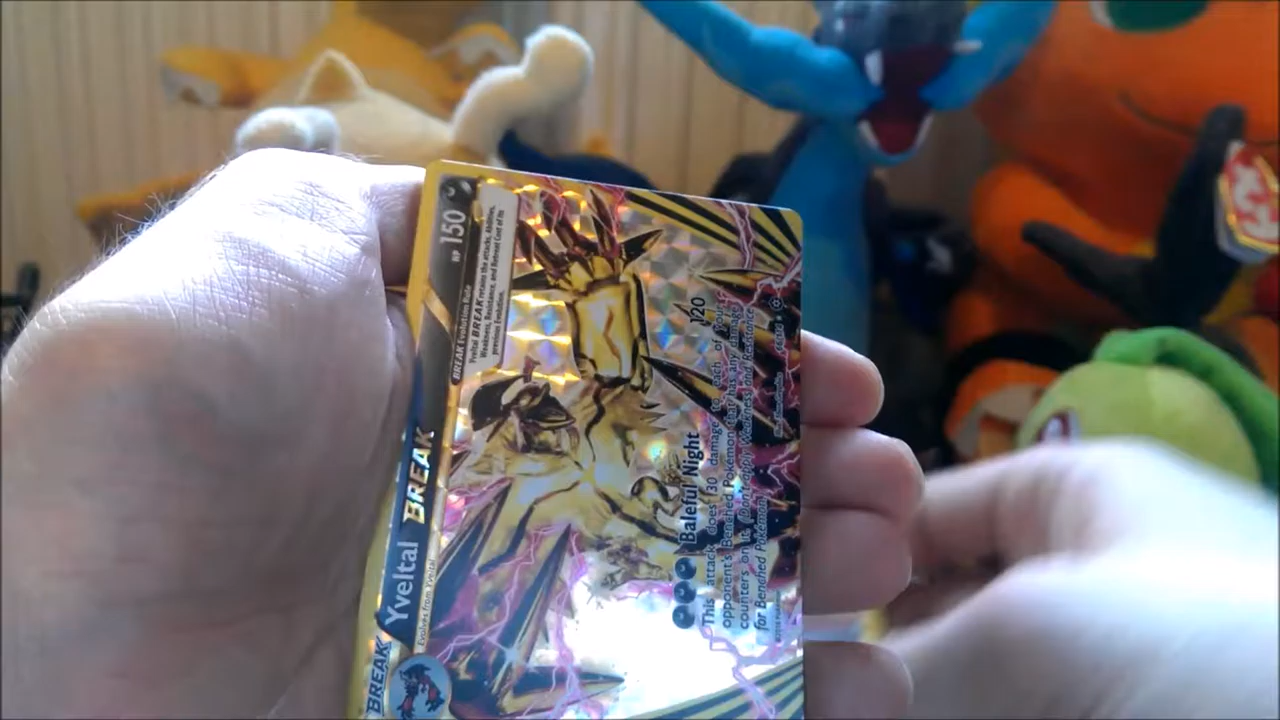 BREAK
Yveltal BREAK
Evolves from Yveltal
HP 150
BREAK Evolution Rule
Yveltal BREAK retains the attacks, Abilities,
Weakness, Resistance, and Retreat Cost of its
previous Evolution.
Baleful Night 120
This attack does 30 damage to each of your
opponent's Benched Pokémon that has any damage
counters on it. (Don't apply Weakness and Resistance
for Benched Pokémon.)
ty